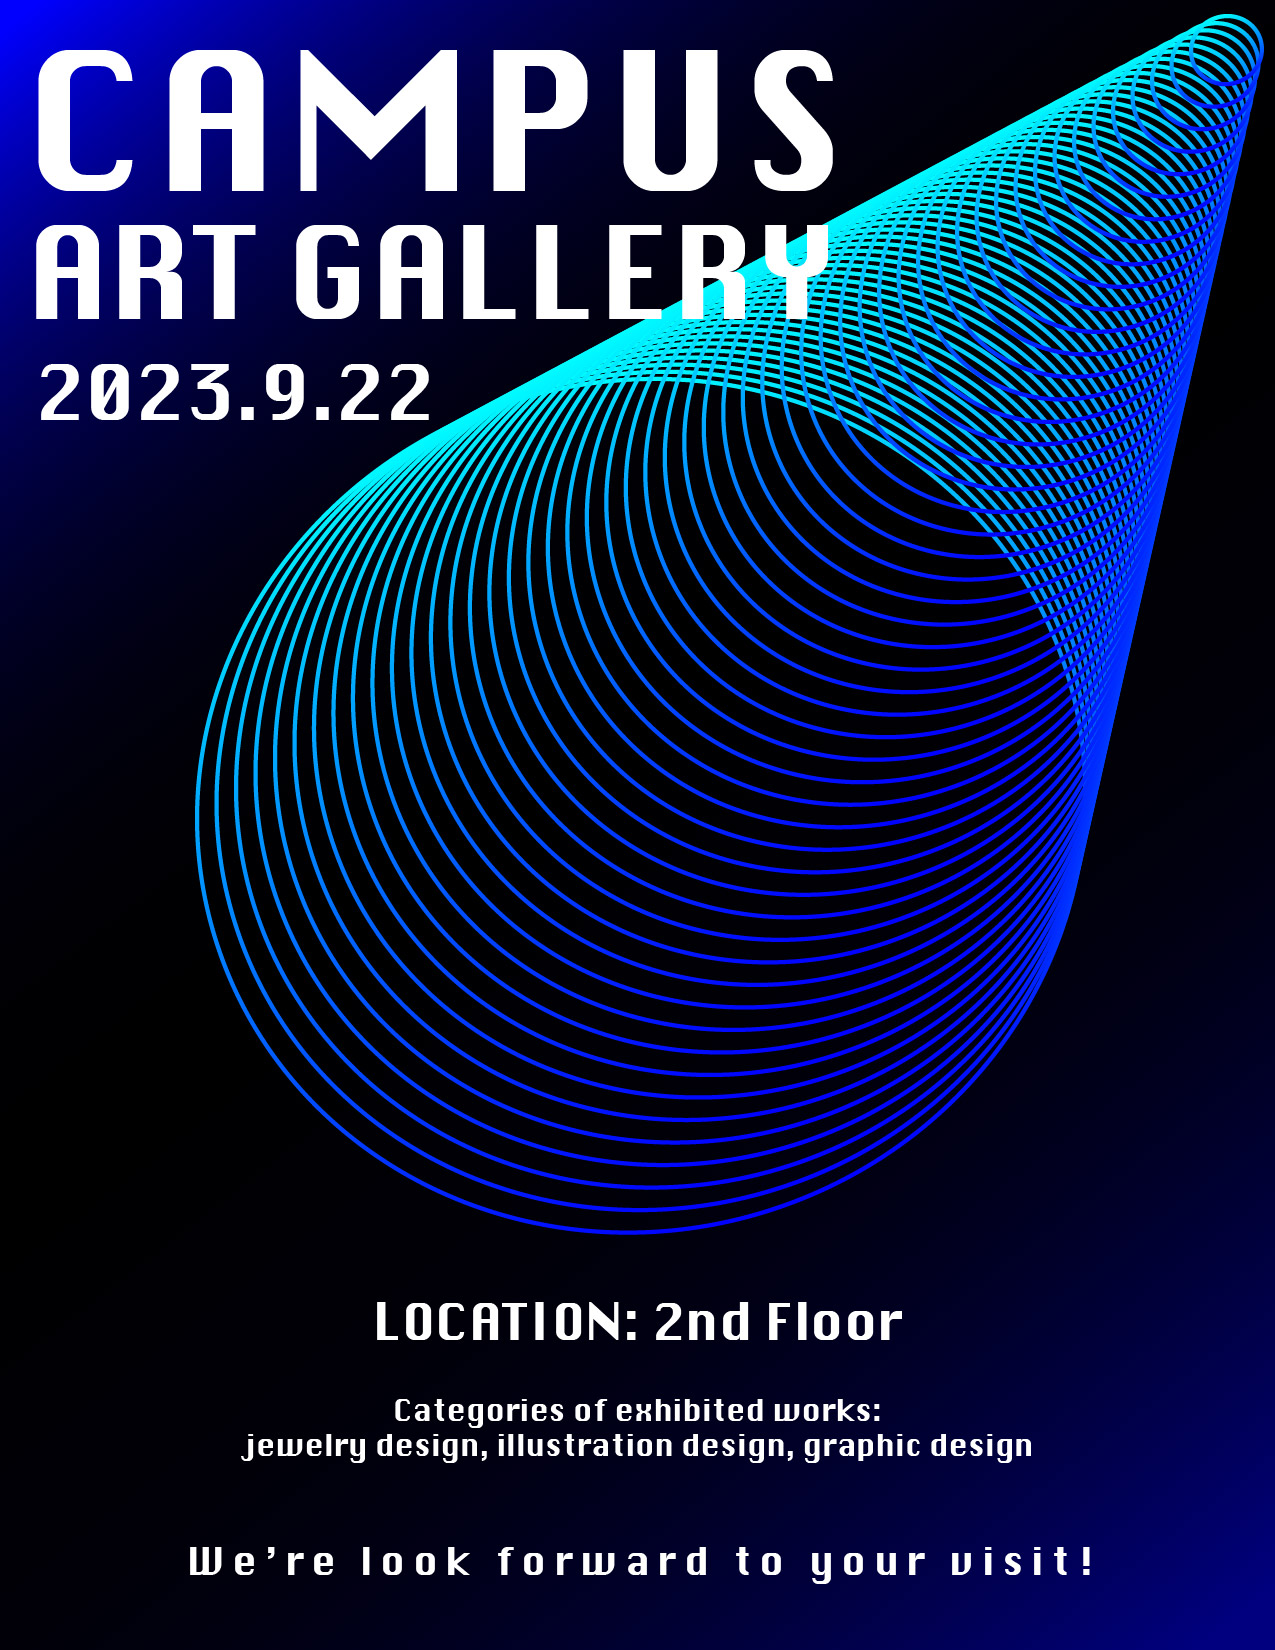 CAMPUS
ART GALLERY
2023.9.22
LOCATION: 2nd Floor
Categories of exhibited works:
jewelry design, illustration design, graphic design
We’re look forward to your visit!